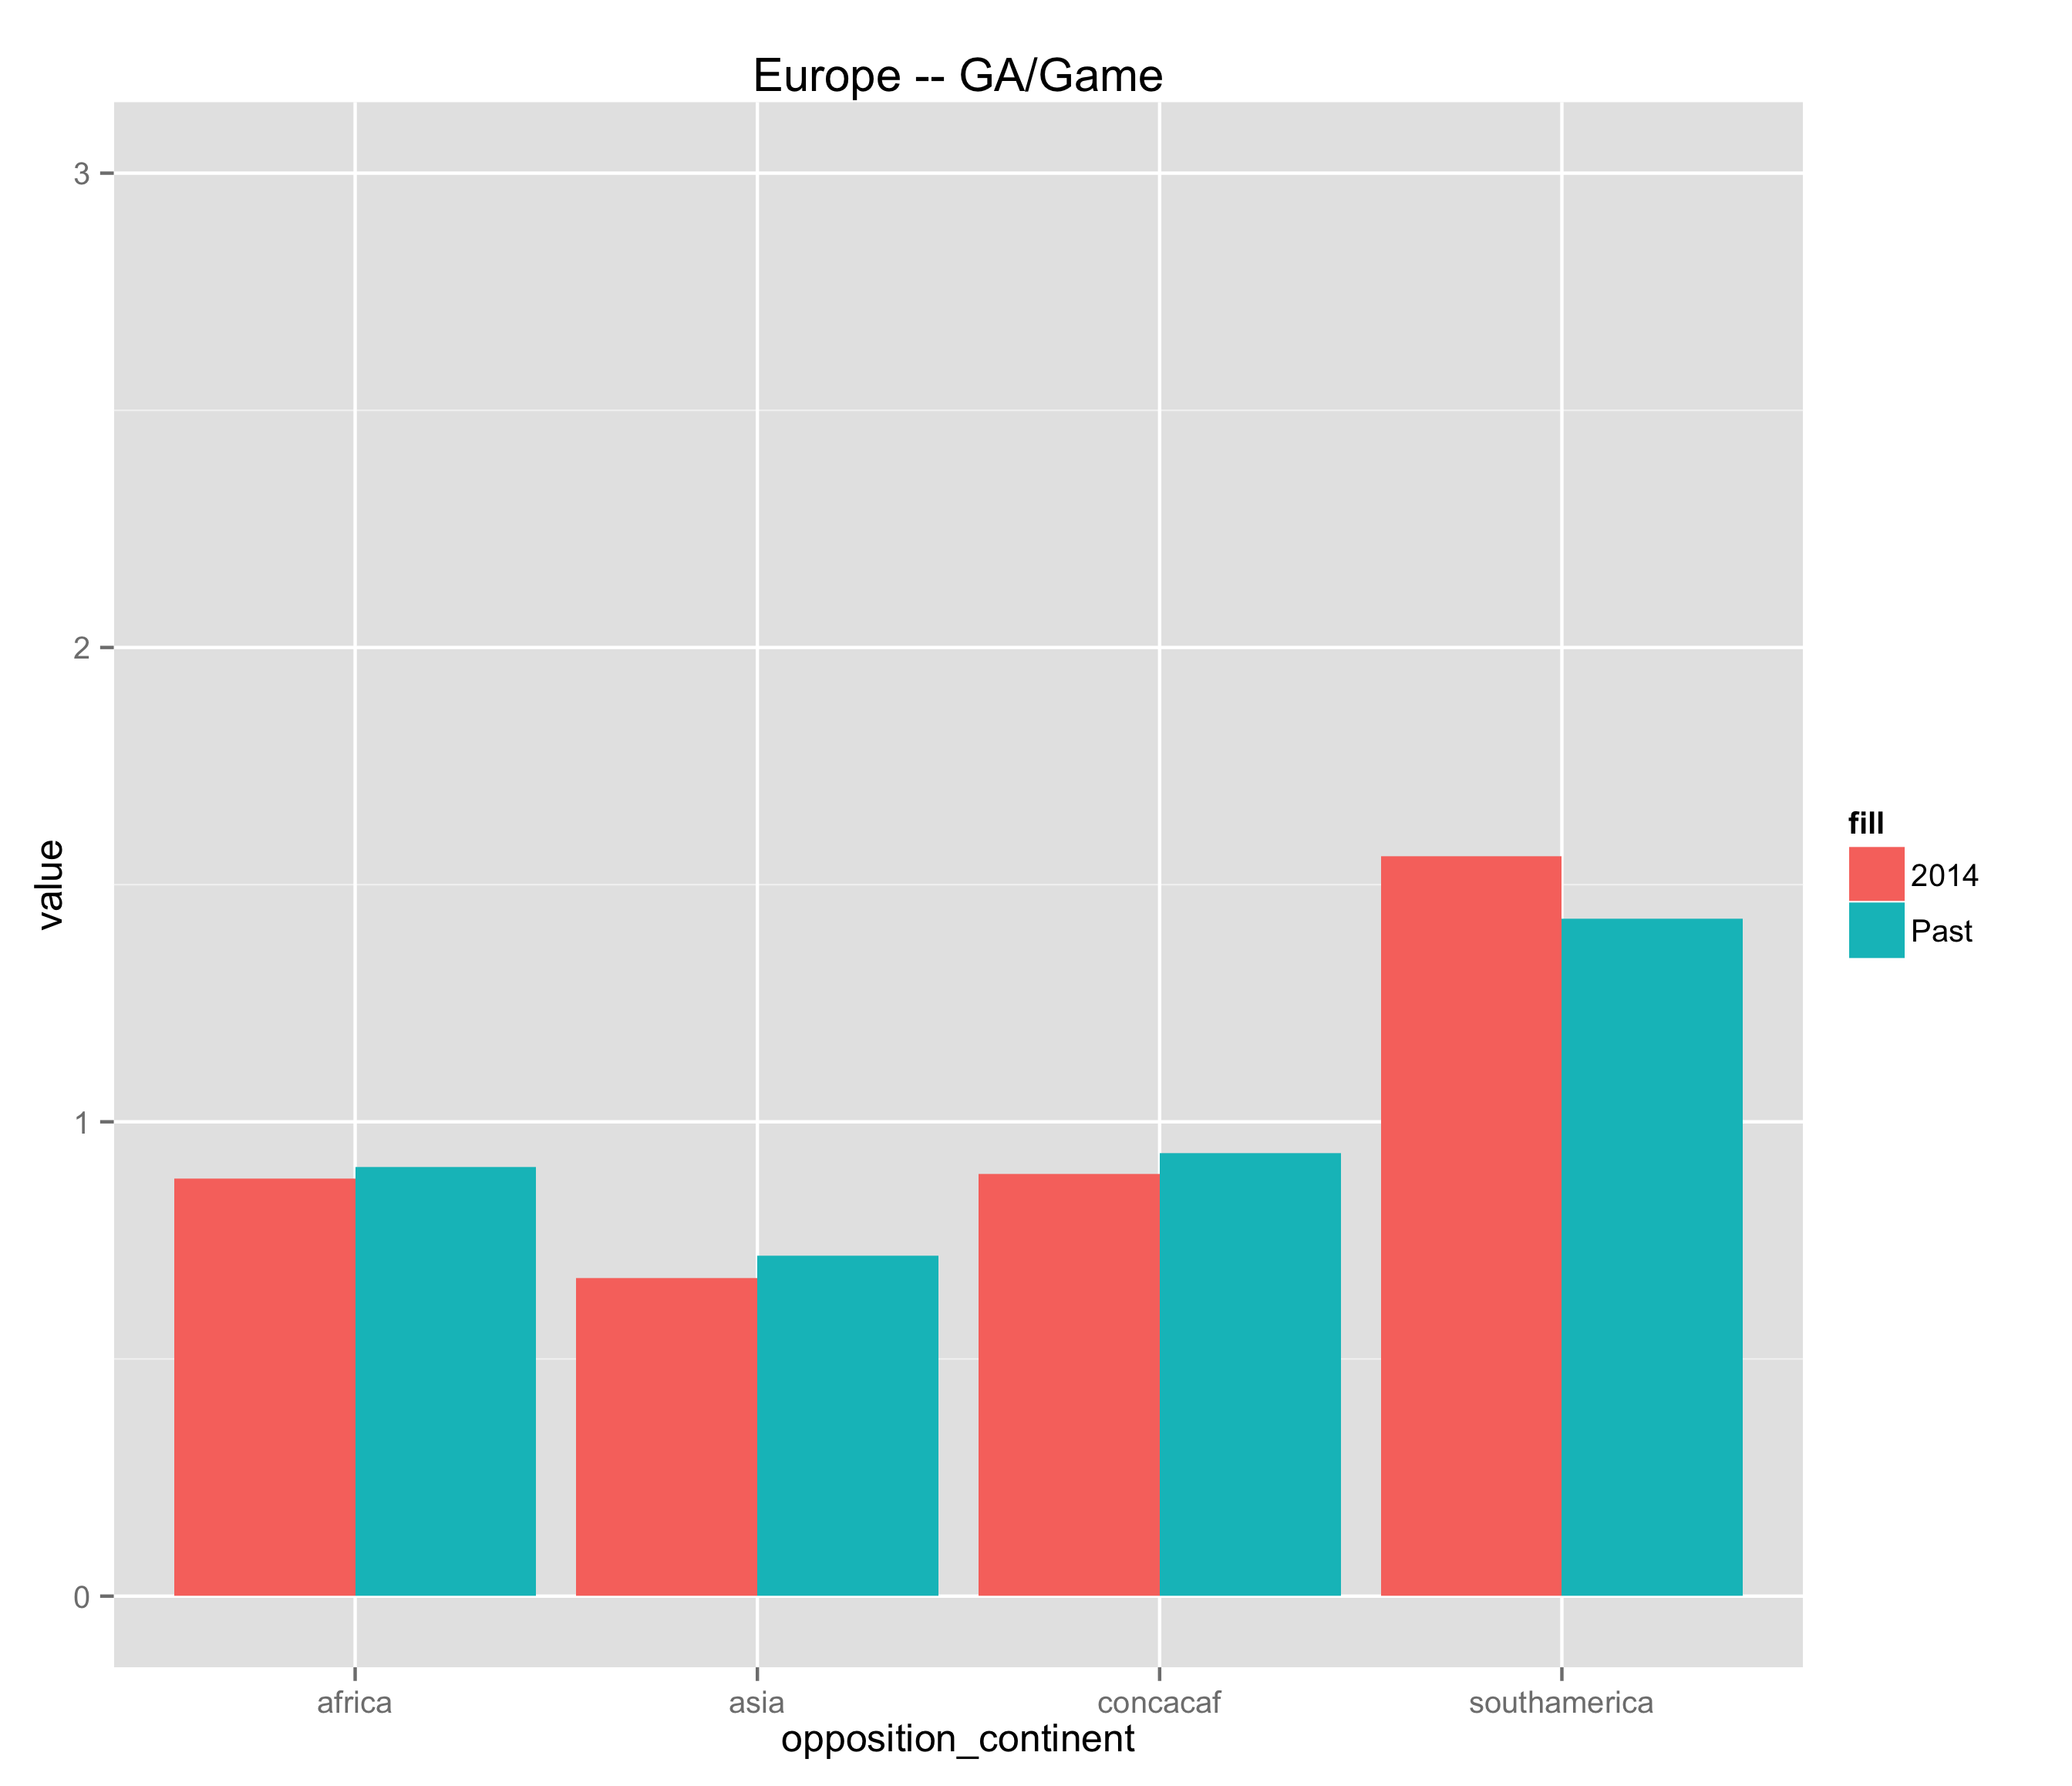 Europe -- GA/Game
3
2
1
0
value
africa
asia
concacaf
southamerica
opposition_continent
fill
2014
Past